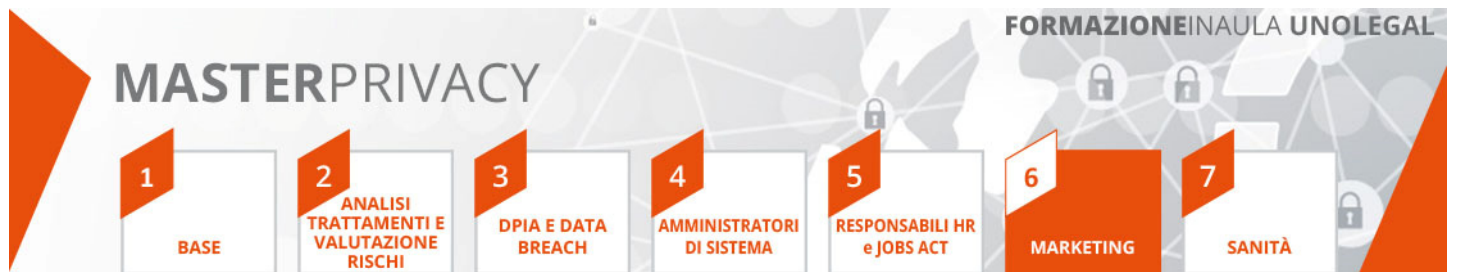 FORMAZIONEINAULA UNOLEGAL
MASTERPRIVACY
1
BASE
2
ANALISI
TRATTAMENTI E
VALUTAZIONE
RISCHI
3
DPIA E DATA
BREACH
4
AMMINISTRATORI
DI SISTEMA
5
RESPONSABILI HR
e JOBS ACT
6
MARKETING
7
SANITÀ